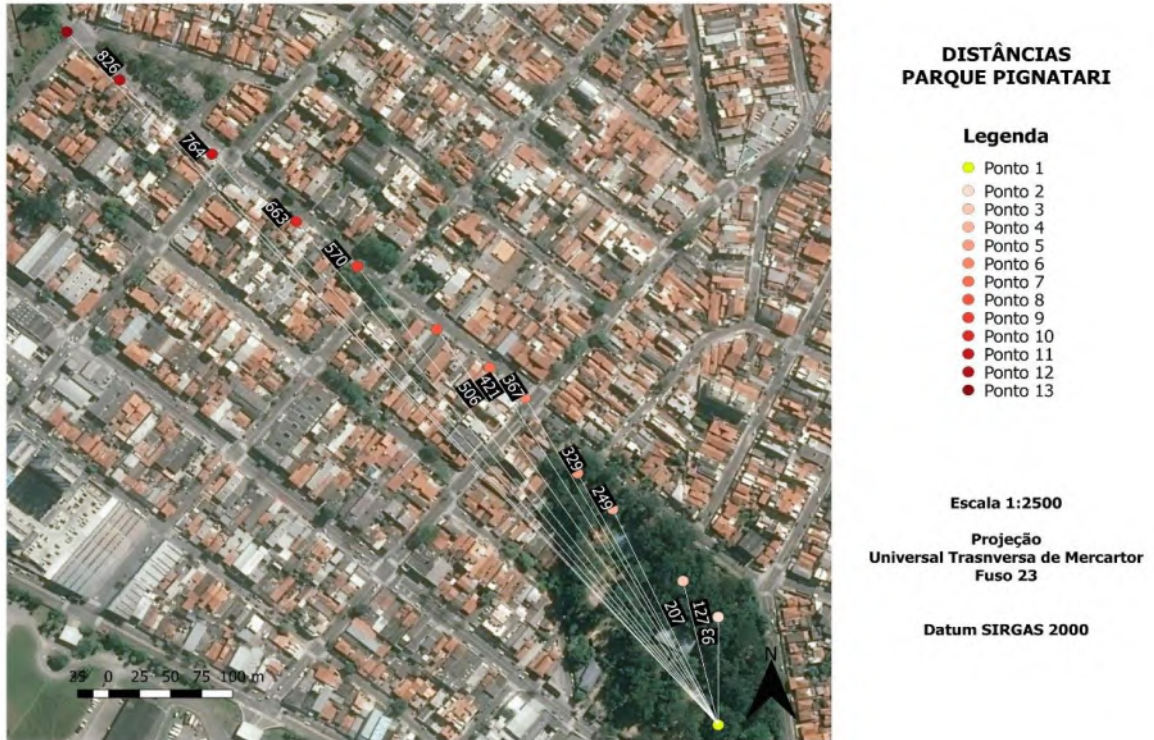 DISTÂNCIAS
PARQUE PIGNATARI
Legenda
Ponto 1
Ponto 2
Ponto 3
Ponto 4
Ponto 5
Ponto 6
Ponto 7
Ponto 8
Ponto 9
Ponto 10
Ponto 11
Ponto 12
Ponto 13
Escala 1:2500
Projeção
Universal Trasnversa de Mercartor
Fuso 23
Datum SIRGAS 2000
826
764
663
570
506
421
367
329
249
207
127
93
N
25 0 25 50 75 100 m